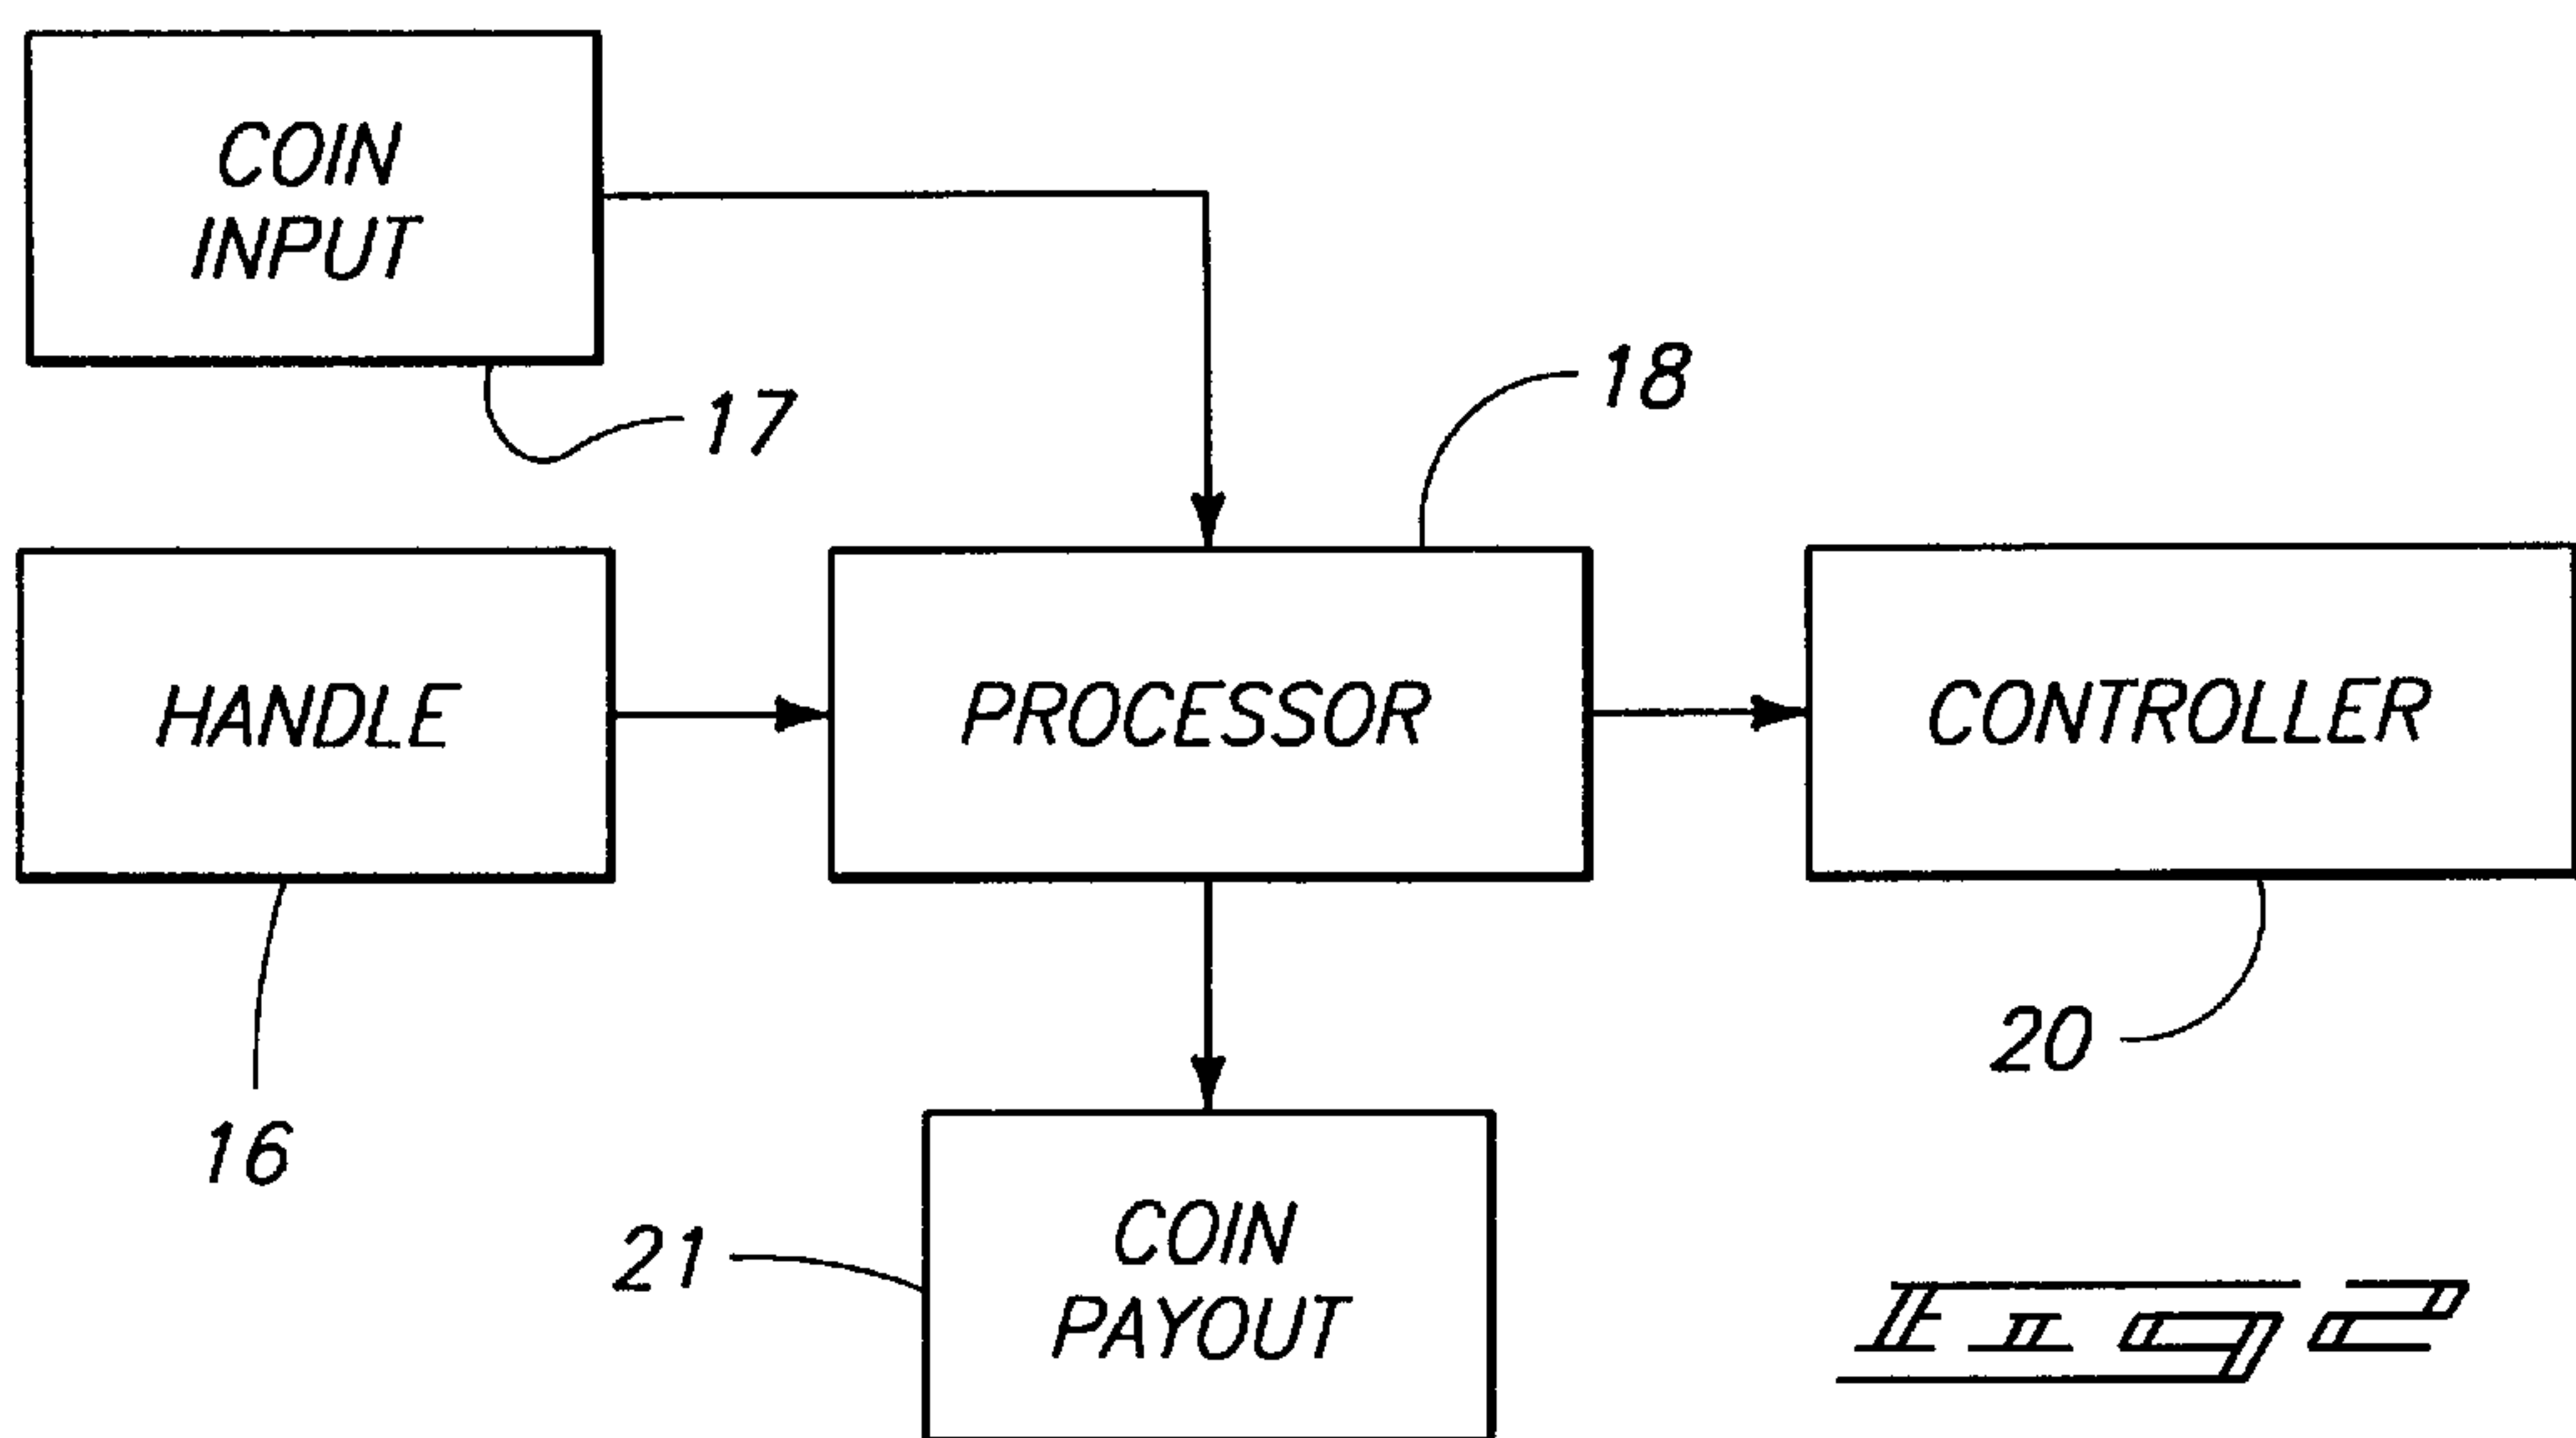 COIN
INPUT
17
18
HANDLE
PROCESSOR
CONTROLLER
16
20
21
COIN
PAYOUT
Fig 2